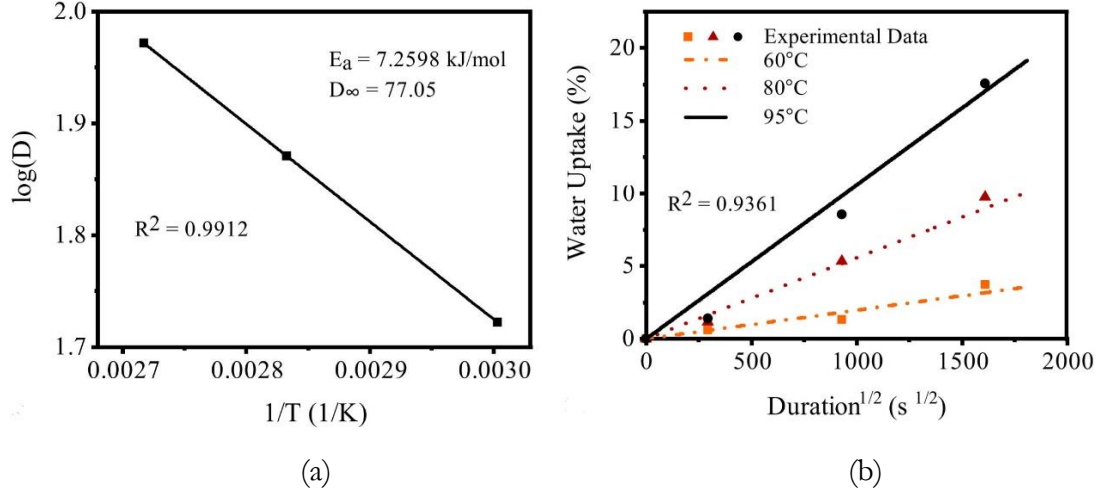 2.0
1.9
1.8
1.7
log(D)
Eₐ = 7.2598 kJ/mol
D∞ = 77.05
R² = 0.9912
0.0027 0.0028 0.0029 0.0030
1/T (1/K)
(a)
20
15
10
5
0
Water Uptake (%)
Experimental Data
60°C
80°C
95°C
R² = 0.9361
0 500 1000 1500 2000
Duration¹/² (s ¹/²)
(b)